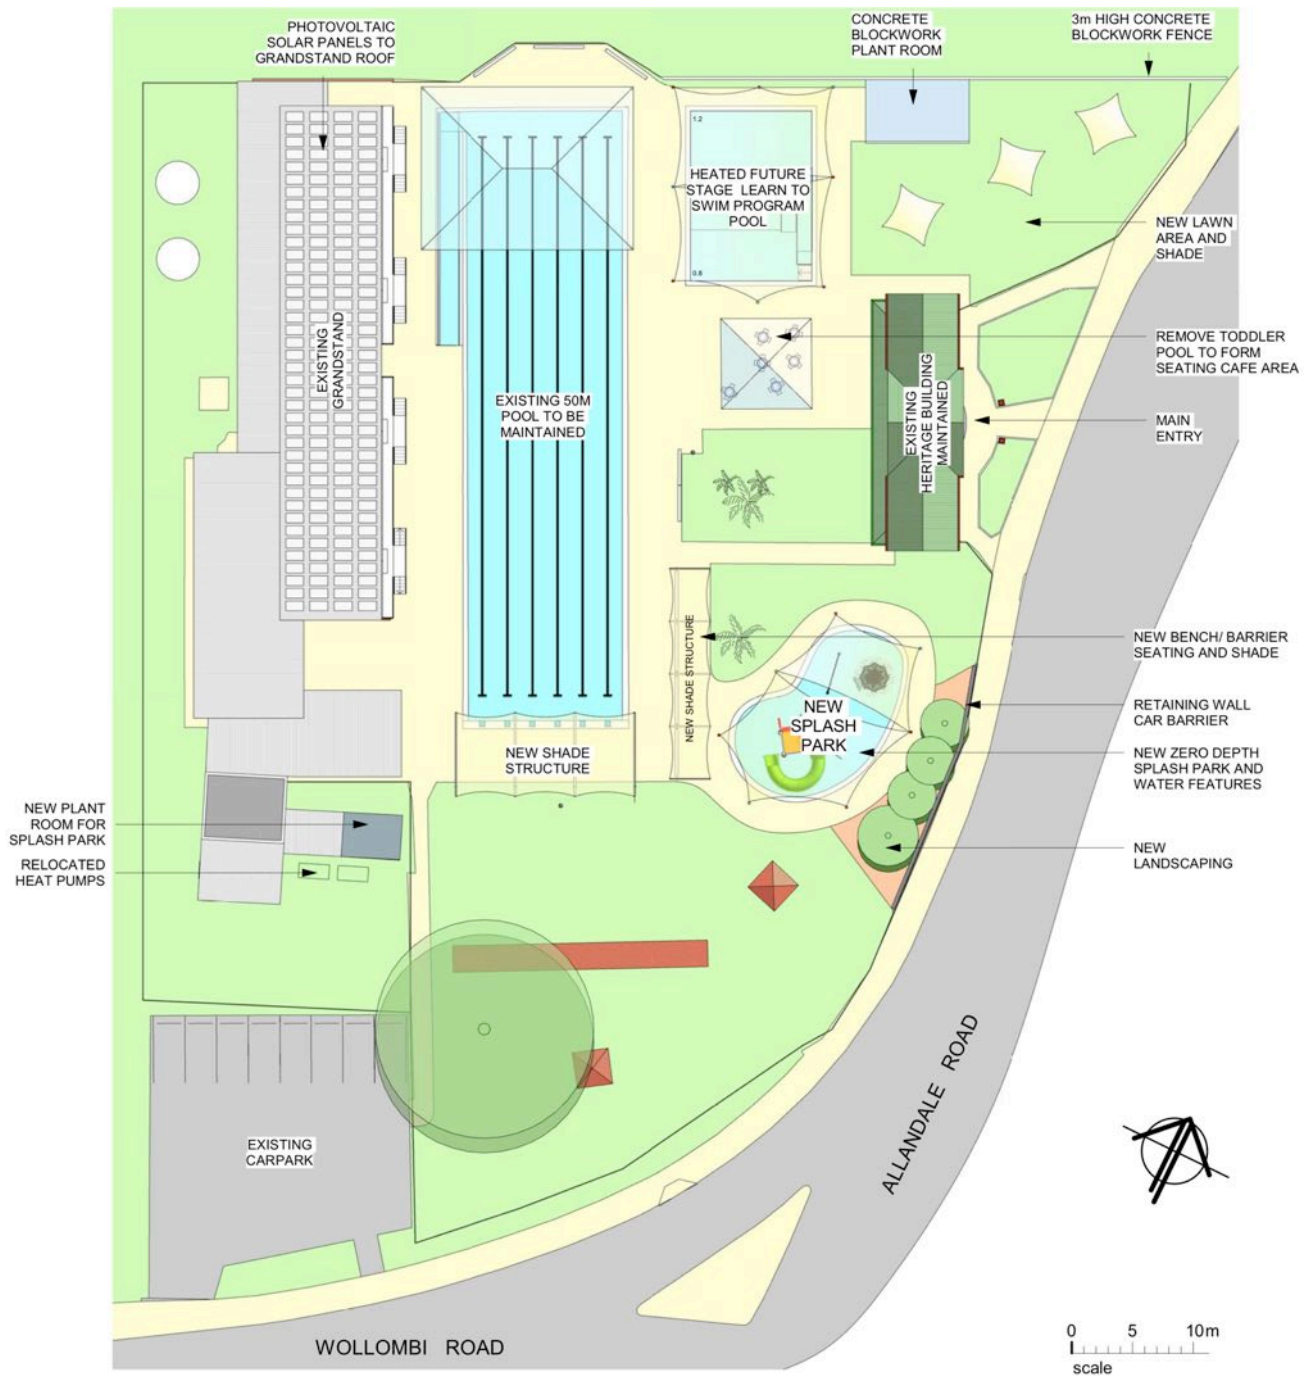 PHOTOVOLTAIC
SOLAR PANELS TO
GRANDSTAND ROOF
CONCRETE
BLOCKWORK
PLANT ROOM
3m HIGH CONCRETE
BLOCKWORK FENCE
1.2
HEATED FUTURE
STAGE LEARN TO
SWIM PROGRAM
POOL
0.8
NEW LAWN
AREA AND
SHADE
REMOVE TODDLER
POOL TO FORM
SEATING CAFE AREA
EXISTING
GRANDSTAND
EXISTING 50M
POOL TO BE
MAINTAINED
EXISTING
HERITAGE BUILDING
MAINTAINED
MAIN
ENTRY
NEW SHADE STRUCTURE
NEW BENCH/ BARRIER
SEATING AND SHADE
RETAINING WALL
CAR BARRIER
NEW
SPLASH
PARK
NEW ZERO DEPTH
SPLASH PARK AND
WATER FEATURES
NEW SHADE
STRUCTURE
NEW PLANT
ROOM FOR
SPLASH PARK
RELOCATED
HEAT PUMPS
NEW
LANDSCAPING
EXISTING
CARPARK
ALLANDALE ROAD
WOLLOMBI ROAD
0 5 10m
scale